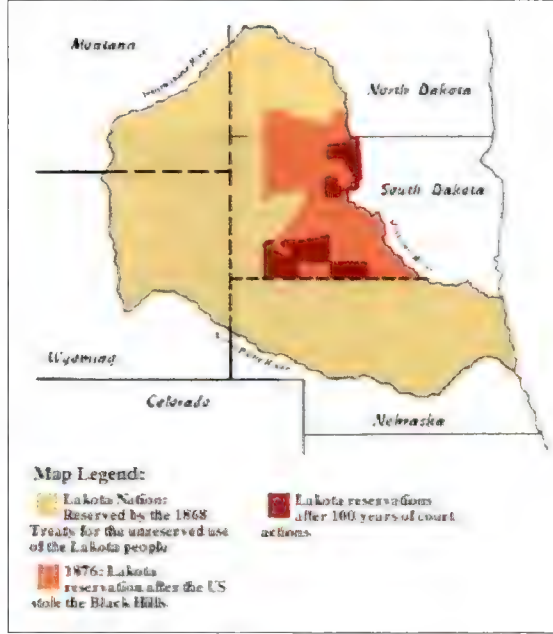 Montana
North Dakota
South Dakota
Wyoming
Colorado
Nebraska
Map Legend:
Lakota Nation:
Reserved by the 1868
Treaty for the unreserved use
of the Lakota people
1876: Lakota
reservation after the US
stole the Black Hills.
Lakota reservations
after 100 years of court
actions.